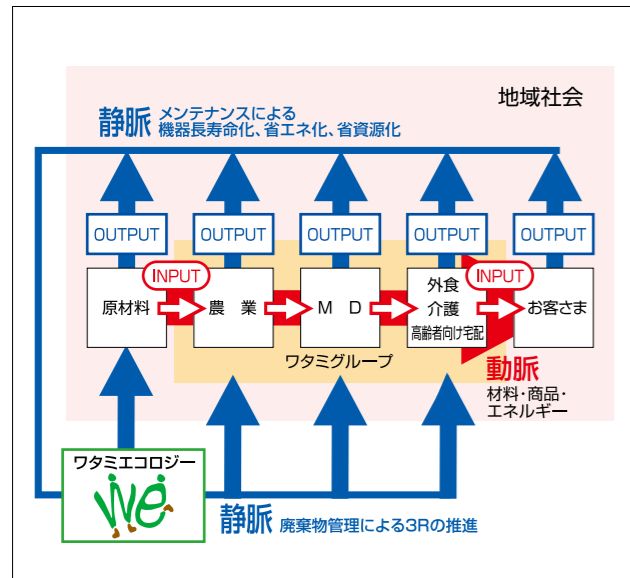 地域社会
静脈 メンテナンスによる
機器長寿命化、省エネ化、省資源化
OUTPUT OUTPUT OUTPUT OUTPUT OUTPUT
INPUT INPUT
原材料 農業 MD 外食 お客さま
介護
高齢者向け宅配
ワタミグループ
動脈
材料・商品・
エネルギー
ワタミエコロジー
We
静脈 廃棄物管理による3Rの推進